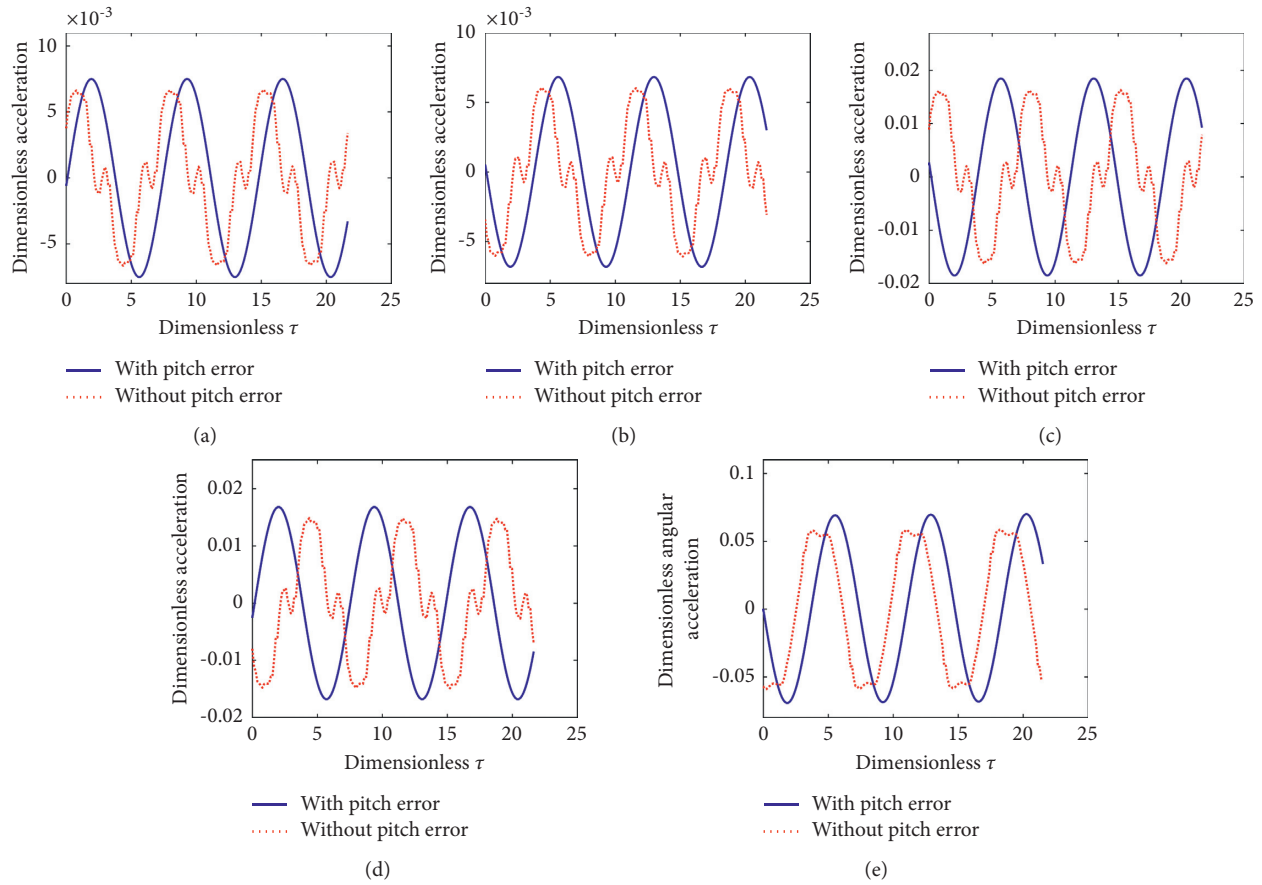 ×10⁻³
10
5
0
-5
Dimensionless acceleration
0 5 10 15 20 25
Dimensionless τ
With pitch error
Without pitch error
(a)
×10⁻³
10
5
0
-5
Dimensionless acceleration
0 5 10 15 20 25
Dimensionless τ
With pitch error
Without pitch error
(b)
0.02
0.01
0
-0.01
-0.02
Dimensionless acceleration
0 5 10 15 20 25
Dimensionless τ
With pitch error
Without pitch error
(c)
0.02
0.01
0
-0.01
-0.02
Dimensionless acceleration
0 5 10 15 20 25
Dimensionless τ
With pitch error
Without pitch error
(d)
0.1
0.05
0
-0.05
Dimensionless angular
acceleration
0 5 10 15 20 25
Dimensionless τ
With pitch error
Without pitch error
(e)